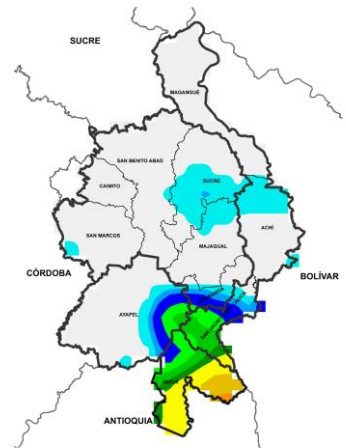 SUCRE
MAGANGUÉ
SAN BENITO ABAD
CAIMITO
SUCRE
SAN MARCOS
MAJAGUAL
ACHÍ
CÓRDOBA
BOLÍVAR
AYAPEL
ANTIOQUIA